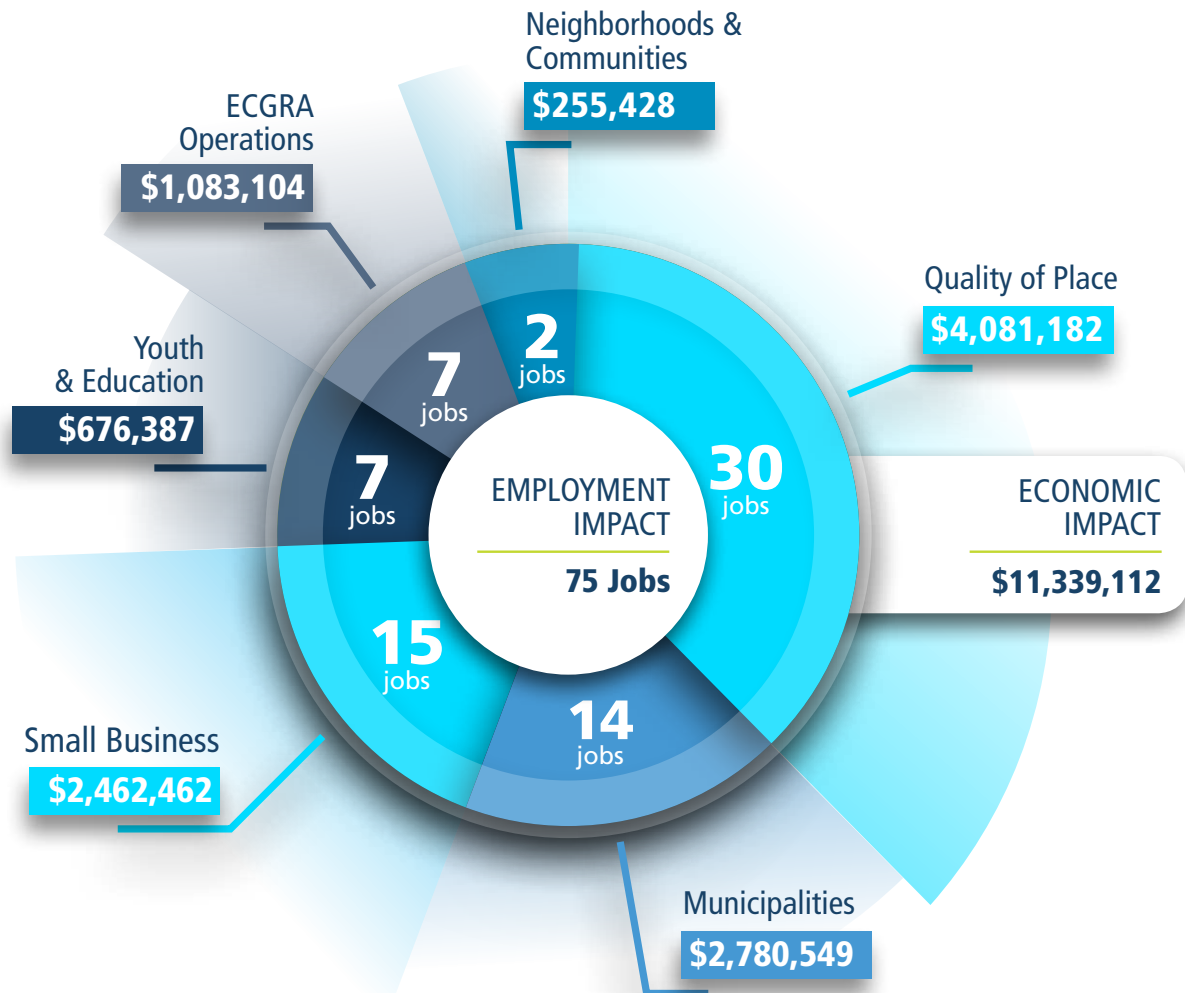 Neighborhoods &
Communities
$255,428
ECGRA
Operations
$1,083,104
Quality of Place
$4,081,182
Youth
& Education
$676,387
2
jobs
7
jobs
7
jobs
30
jobs
EMPLOYMENT
IMPACT
75 Jobs
ECONOMIC
IMPACT
$11,339,112
15
jobs
14
jobs
Small Business
$2,462,462
Municipalities
$2,780,549